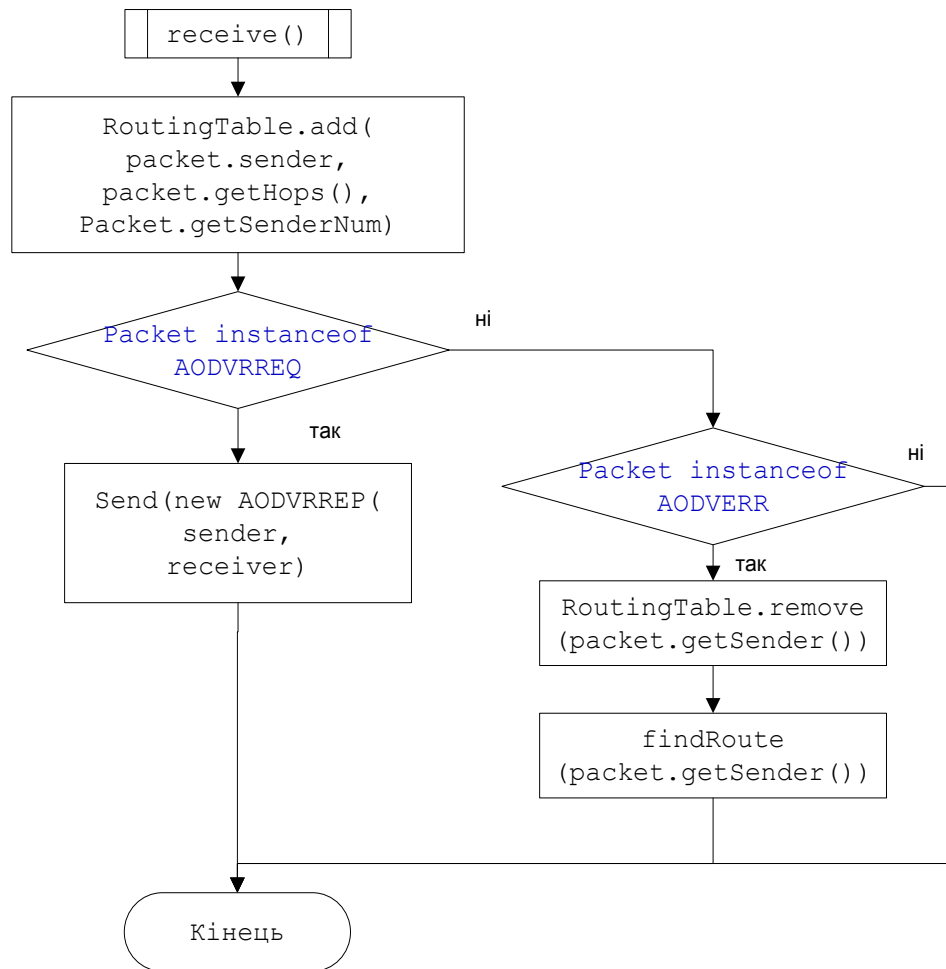 receive()
RoutingTable.add(
packet.sender,
packet.getHops(),
Packet.getSenderNum)
Packet instanceof
AODVRREQ
ні
так
Send(new AODVRREP(
sender,
receiver)
Packet instanceof
AODVERR
ні
так
RoutingTable.remove
(packet.getSender())
findRoute
(packet.getSender())
Кінець